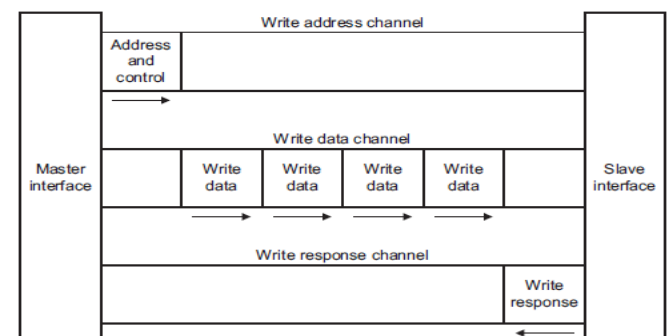 Write address channel
Address
and
control
Write data channel
Master
interface
Write
data
Write
data
Write
data
Write
data
Slave
interface
Write response channel
Write
response